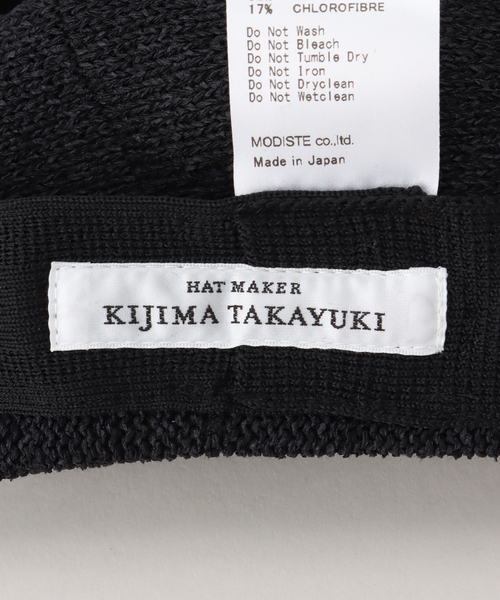 17% CHLOROFIBRE
Do Not Wash
Do Not Bleach
Do Not Tumble Dry
Do Not Iron
Do Not Dryclean
Do Not Wetclean
MODISTE co.,ltd.
Made in Japan
HAT MAKER
KIJIMA TAKAYUKI